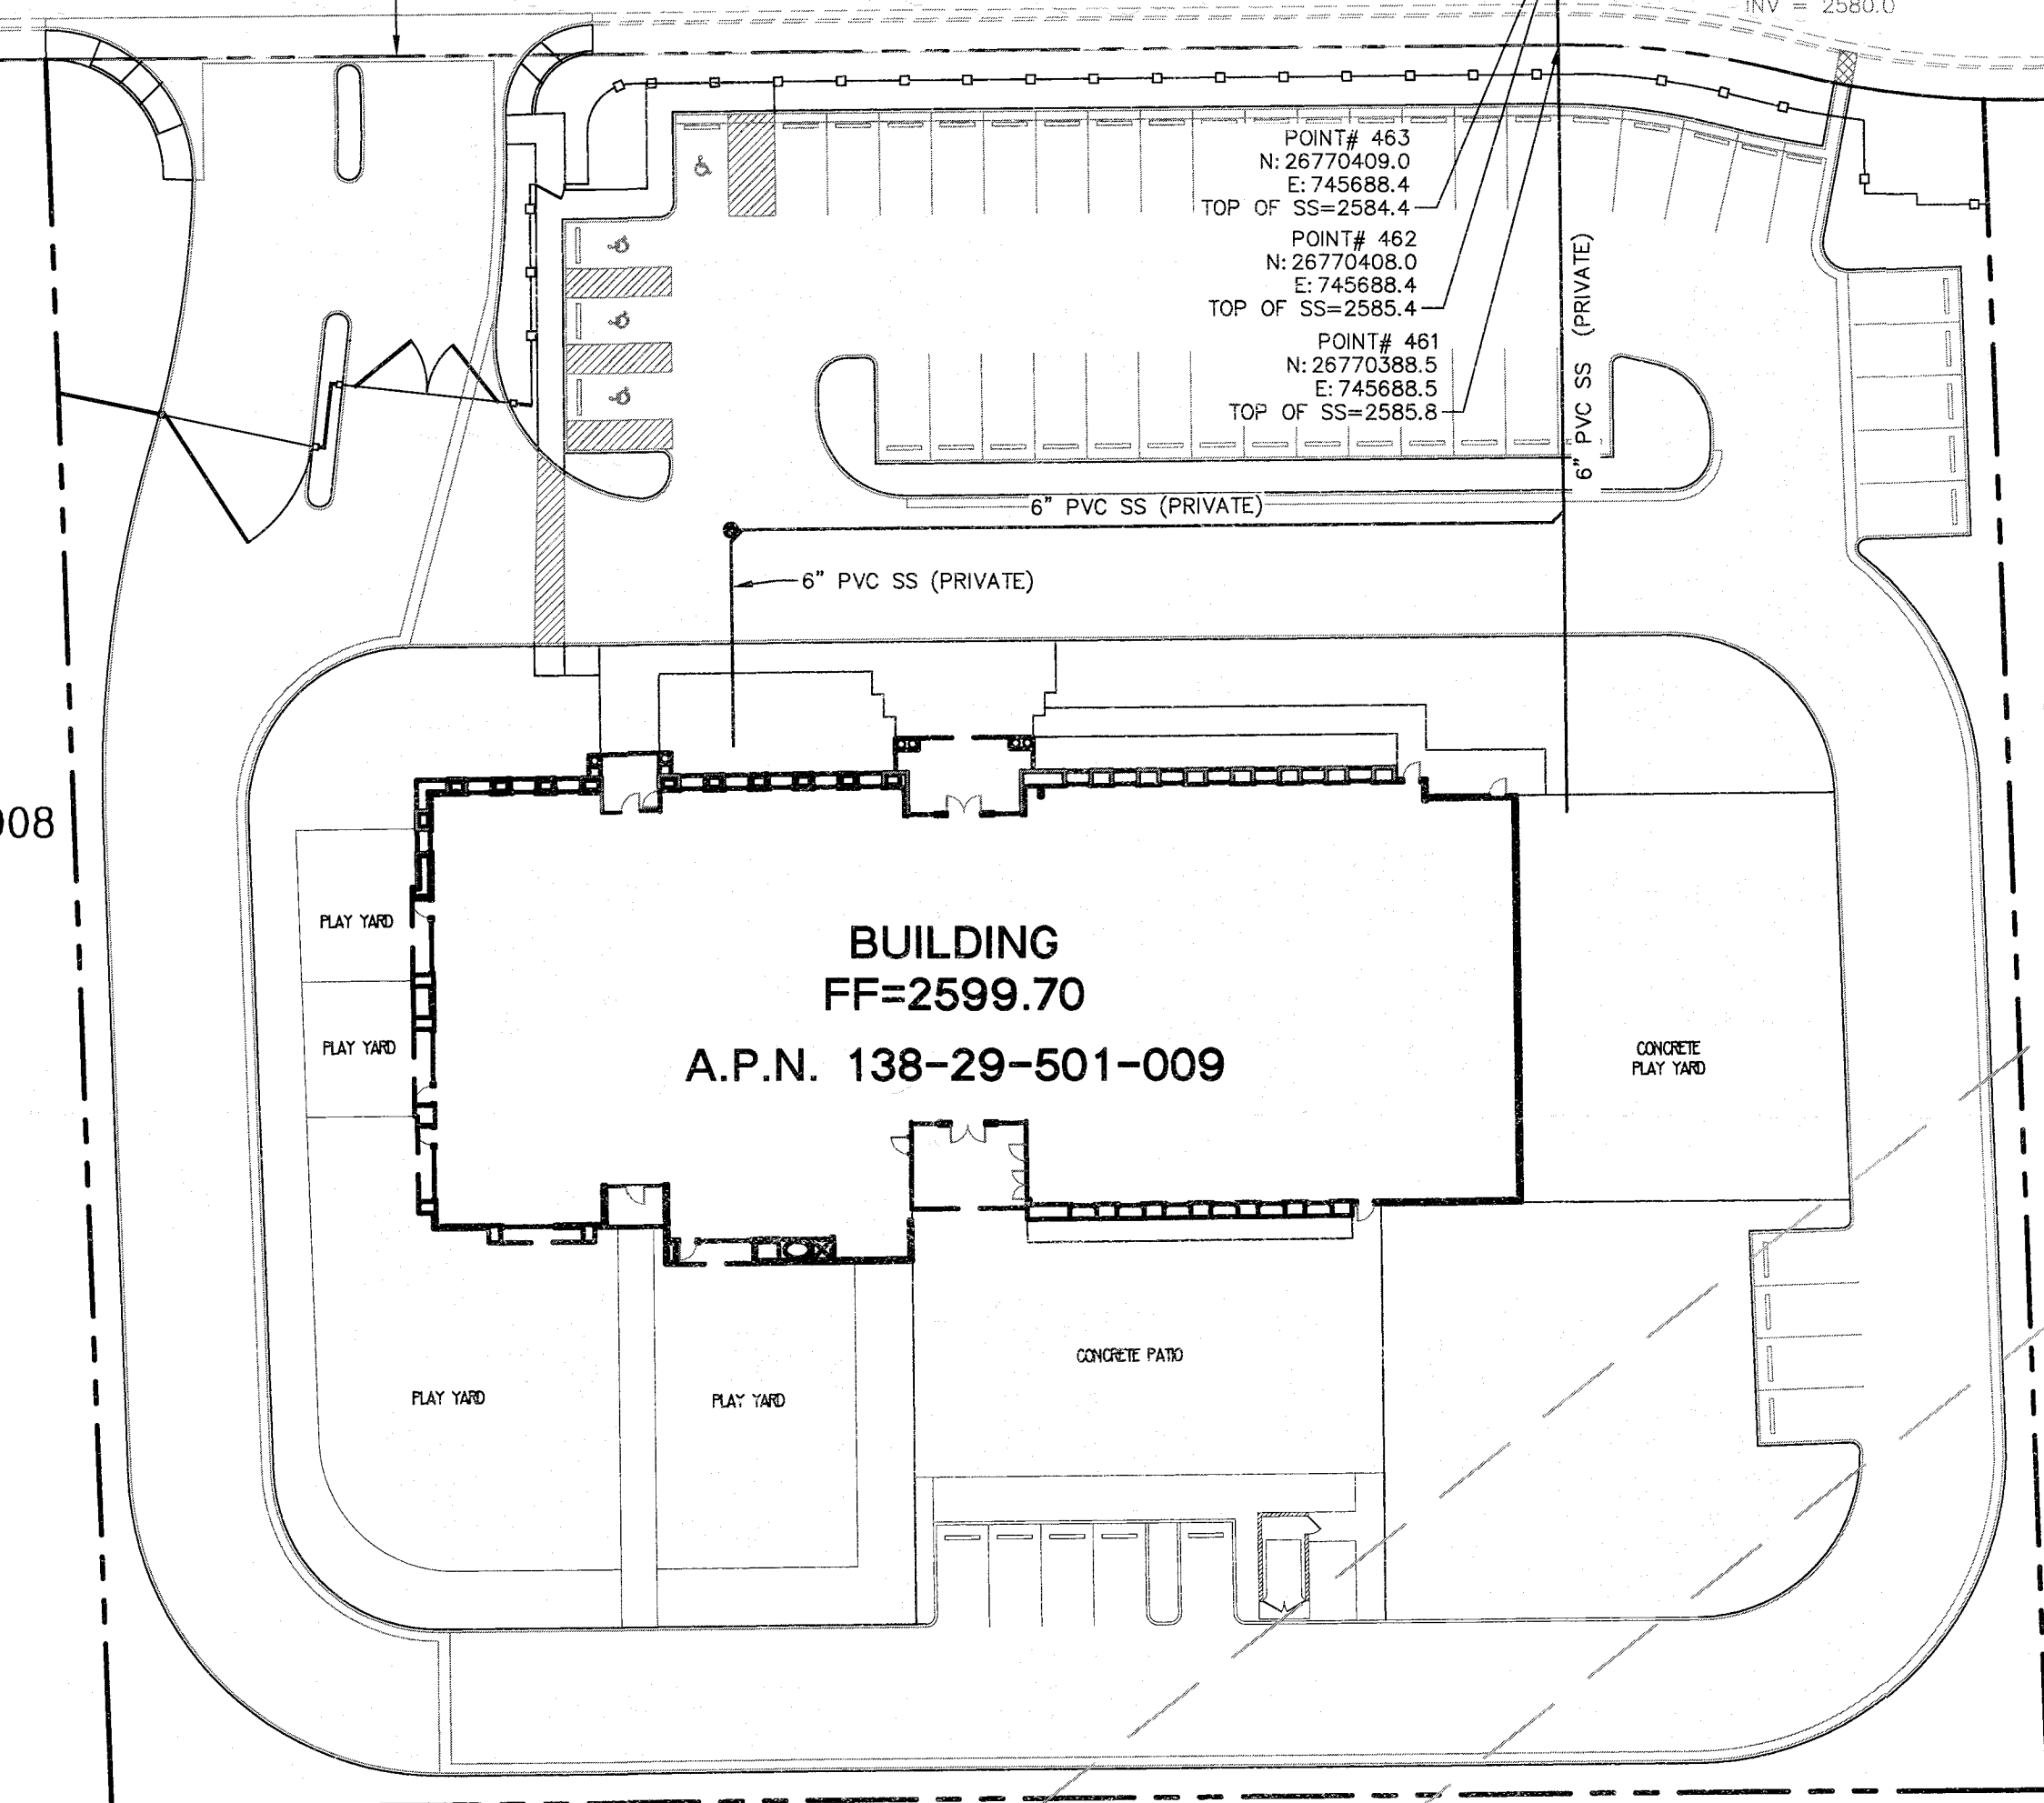 INV = 2580.0
POINT# 463
N: 26770409.0
E: 745688.4
TOP OF SS=2584.4
POINT# 462
N: 26770408.0
E: 745688.4
TOP OF SS=2585.4
POINT# 461
N: 26770388.5
E: 745688.5
TOP OF SS=2585.8
6" PVC SS (PRIVATE)
6" PVC SS (PRIVATE)
6" PVC SS (PRIVATE)
08
PLAY YARD
BUILDING
FF=2599.70
A.P.N. 138-29-501-009
PLAY YARD
CONCRETE
PLAY YARD
CONCRETE PATIO
PLAY YARD
PLAY YARD